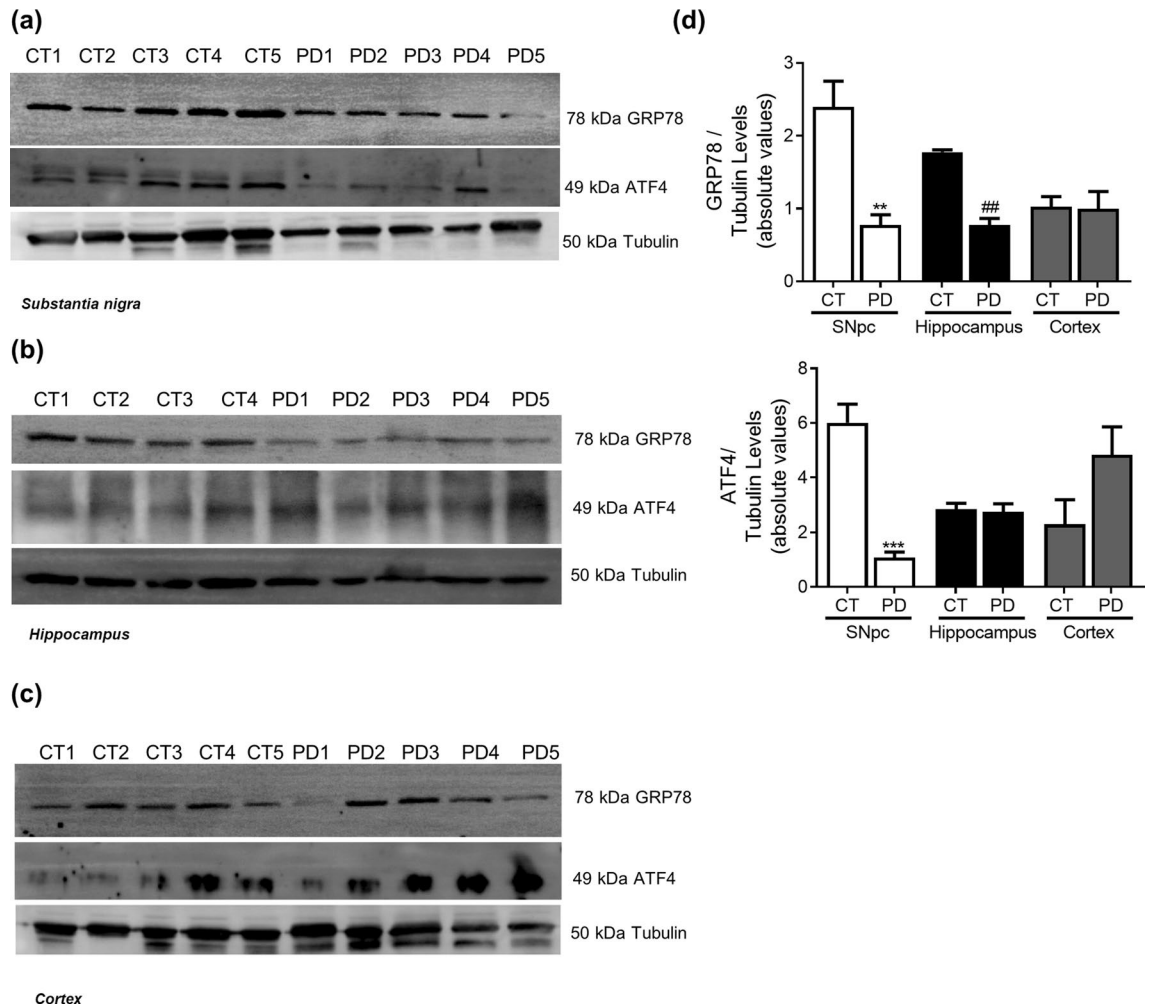 (a)
CT1 CT2 CT3 CT4 CT5 PD1 PD2 PD3 PD4 PD5
78 kDa GRP78
49 kDa ATF4
50 kDa Tubulin
Substantia nigra
(b)
CT1 CT2 CT3 CT4 PD1 PD2 PD3 PD4 PD5
78 kDa GRP78
49 kDa ATF4
50 kDa Tubulin
Hippocampus
(c)
CT1 CT2 CT3 CT4 CT5 PD1 PD2 PD3 PD4 PD5
78 kDa GRP78
49 kDa ATF4
50 kDa Tubulin
Cortex
(d)
GRP78 /
Tubulin Levels
(absolute values)
3
2
1
0
**
##
CT PD CT PD CT PD
SNpc Hippocampus Cortex
ATF4/
Tubulin Levels
(absolute values)
8
6
4
2
0
***
CT PD CT PD CT PD
SNpc Hippocampus Cortex